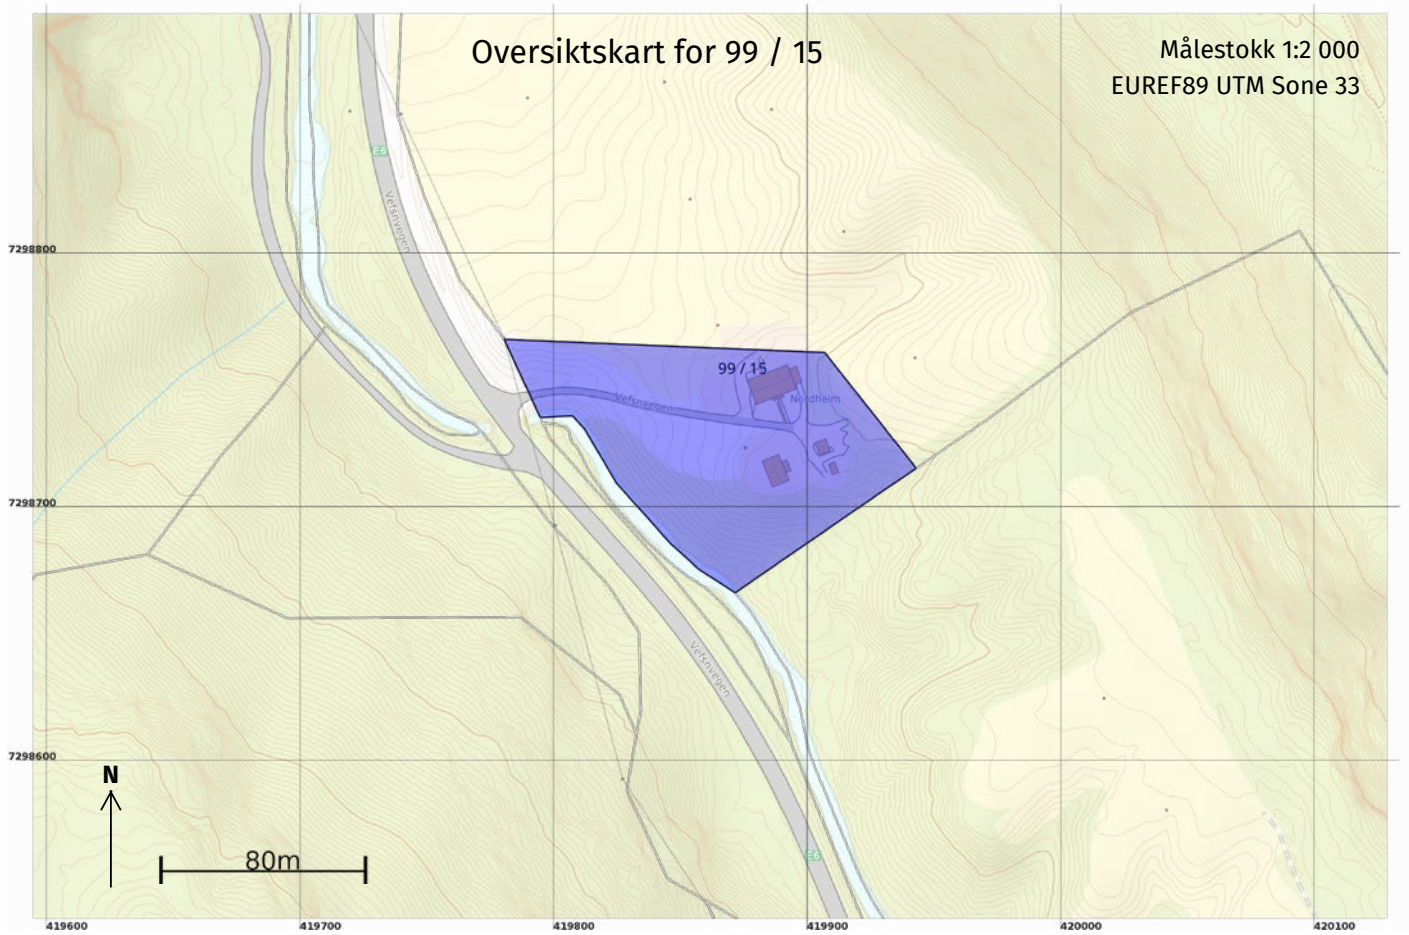 Oversiktskart for 99 / 15
Målestokk 1:2 000
EUREF89 UTM Sone 33
E6
Vefsnvegen
7298800
99 / 15
Nordheim
Vefsnvegen
7298700
Vefsnvegen
7298600
N
80m
E6
419600
419700
419800
419900
420000
420100